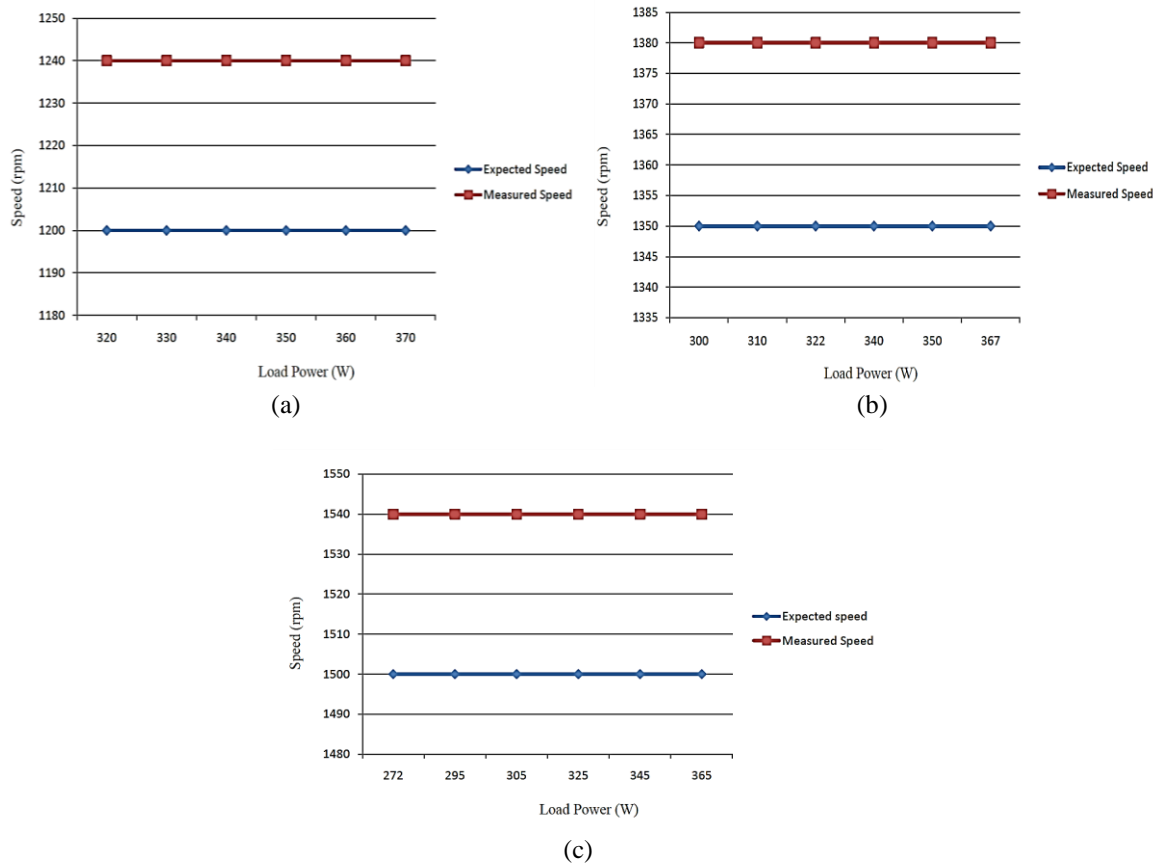 1250
1240
1230
1220
1210
1200
1190
1180
Speed (rpm)
320 330 340 350 360 370
Load Power (W)
Expected Speed
Measured Speed
(a)
1385
1380
1375
1370
1365
1360
1355
1350
1345
1340
1335
Speed (rpm)
300 310 322 340 350 367
Load Power (W)
Expected Speed
Measured Speed
(b)
1550
1540
1530
1520
1510
1500
1490
1480
Speed (rpm)
272 295 305 325 345 365
Load Power (W)
Expected speed
Measured Speed
(c)